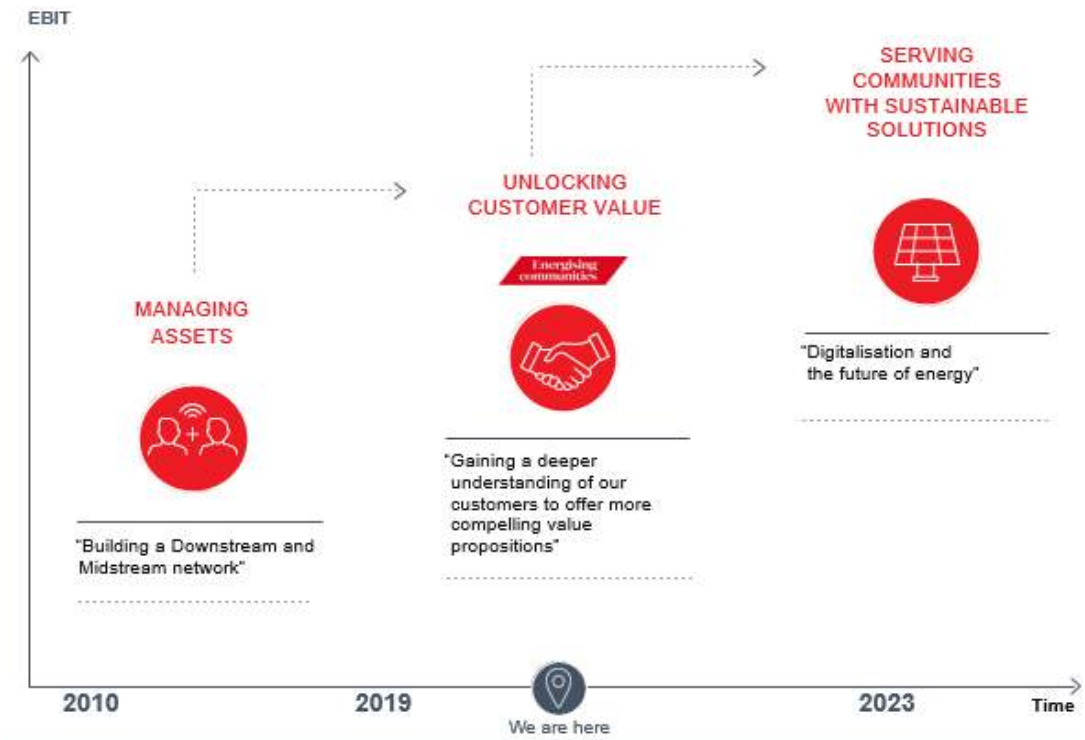 EBIT
SERVING
COMMUNITIES
WITH SUSTAINABLE
SOLUTIONS
UNLOCKING
CUSTOMER VALUE
Energising
communities
MANAGING
ASSETS
"Digitalisation and
the future of energy"
"Gaining a deeper
understanding of our
customers to offer more
compelling value
propositions"
"Building a Downstream and
Midstream network"
2010
2019
2023
Time
We are here